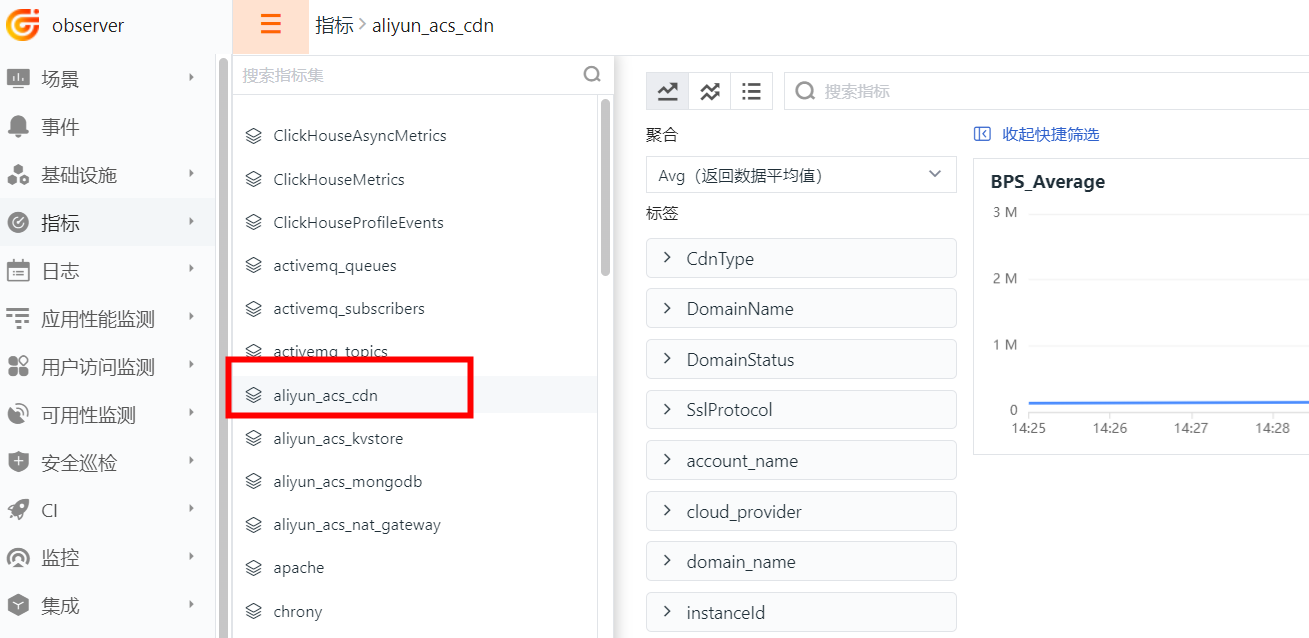 observer
指标 > aliyun_acs_cdn
场景
事件
基础设施
指标
日志
应用性能监测
用户访问监测
可用性监测
安全巡检
CI
监控
集成
搜索指标集
ClickHouseAsyncMetrics
ClickHouseMetrics
ClickHouseProfileEvents
activemq_queues
activemq_subscribers
activemq_topics
aliyun_acs_cdn
aliyun_acs_kvstore
aliyun_acs_mongodb
aliyun_acs_nat_gateway
apache
chrony
搜索指标
聚合
Avg（返回数据平均值）
标签
CdnType
DomainName
DomainStatus
SslProtocol
account_name
cloud_provider
domain_name
instanceId
收起快捷筛选
BPS_Average
3 M
2 M
1 M
0
14:25 14:26 14:27 14:28